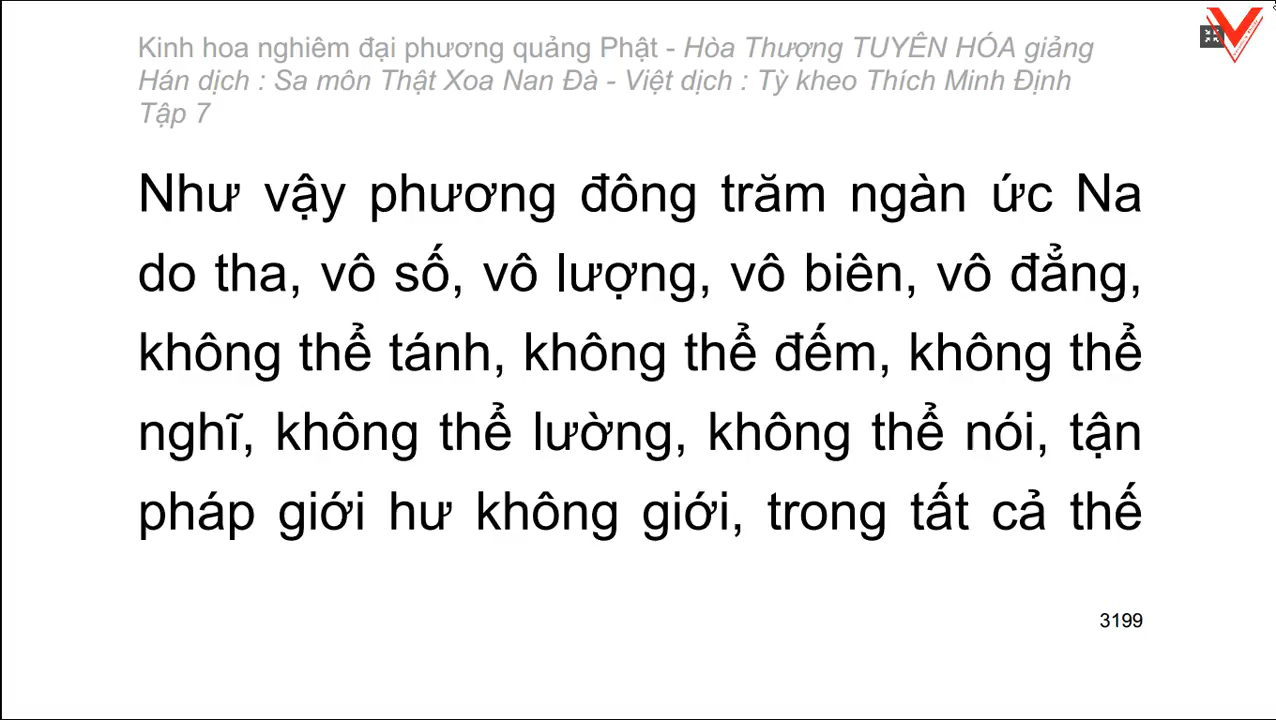 Kinh hoa nghiêm đại phương quảng Phật - Hòa Thượng TUYÊN HÓA giảng
Hán dịch : Sa môn Thật Xoa Nan Đà - Việt dịch : Tỳ kheo Thích Minh Định
Tập 7
Như vậy phương đông trăm ngàn ức Na
do tha, vô số, vô lượng, vô biên, vô đẳng,
không thể tánh, không thể đếm, không thể
nghĩ, không thể lường, không thể nói, tận
pháp giới hư không giới, trong tất cả thế
3199